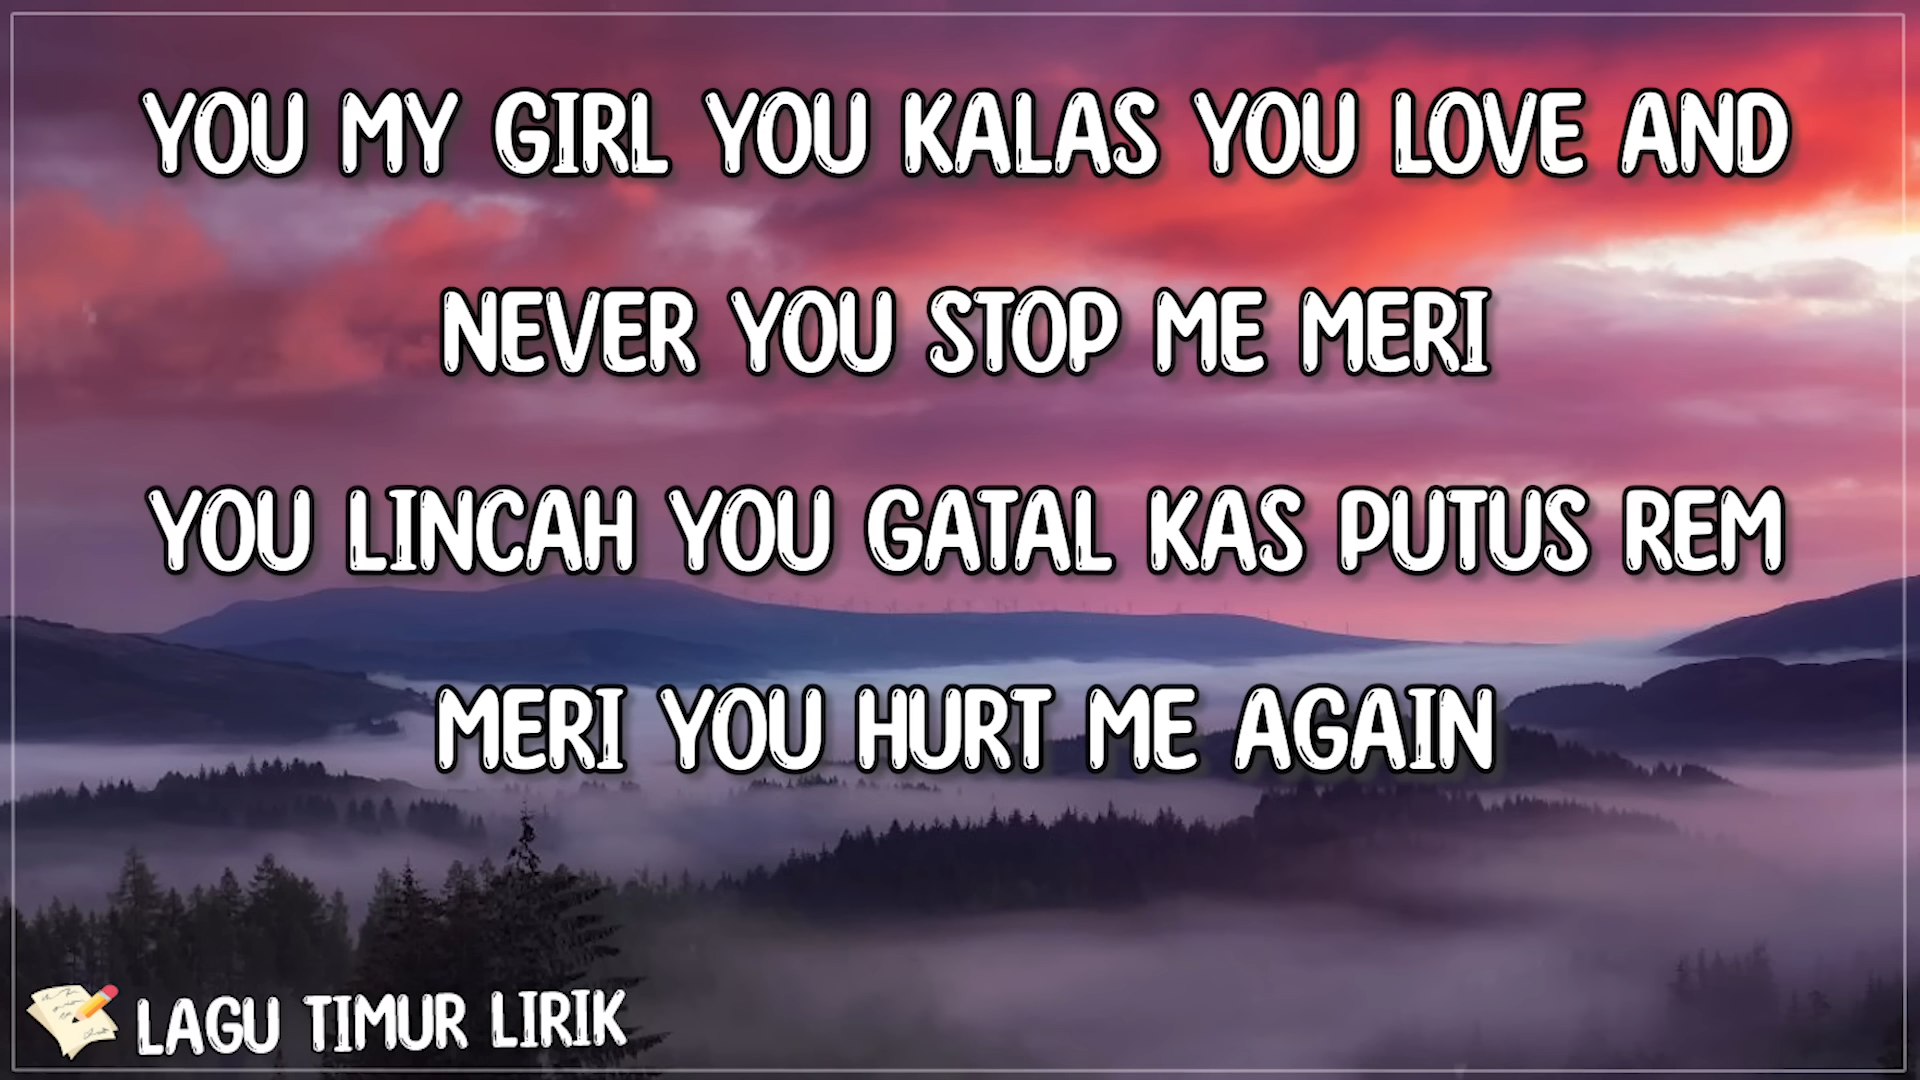 YOU MY GIRL YOU KALAS YOU LOVE AND
NEVER YOU STOP ME MERI
YOU LINCAH YOU GATAL KAS PUTUS REM
MERI YOU HURT ME AGAIN
LAGU TIMUR LIRIK